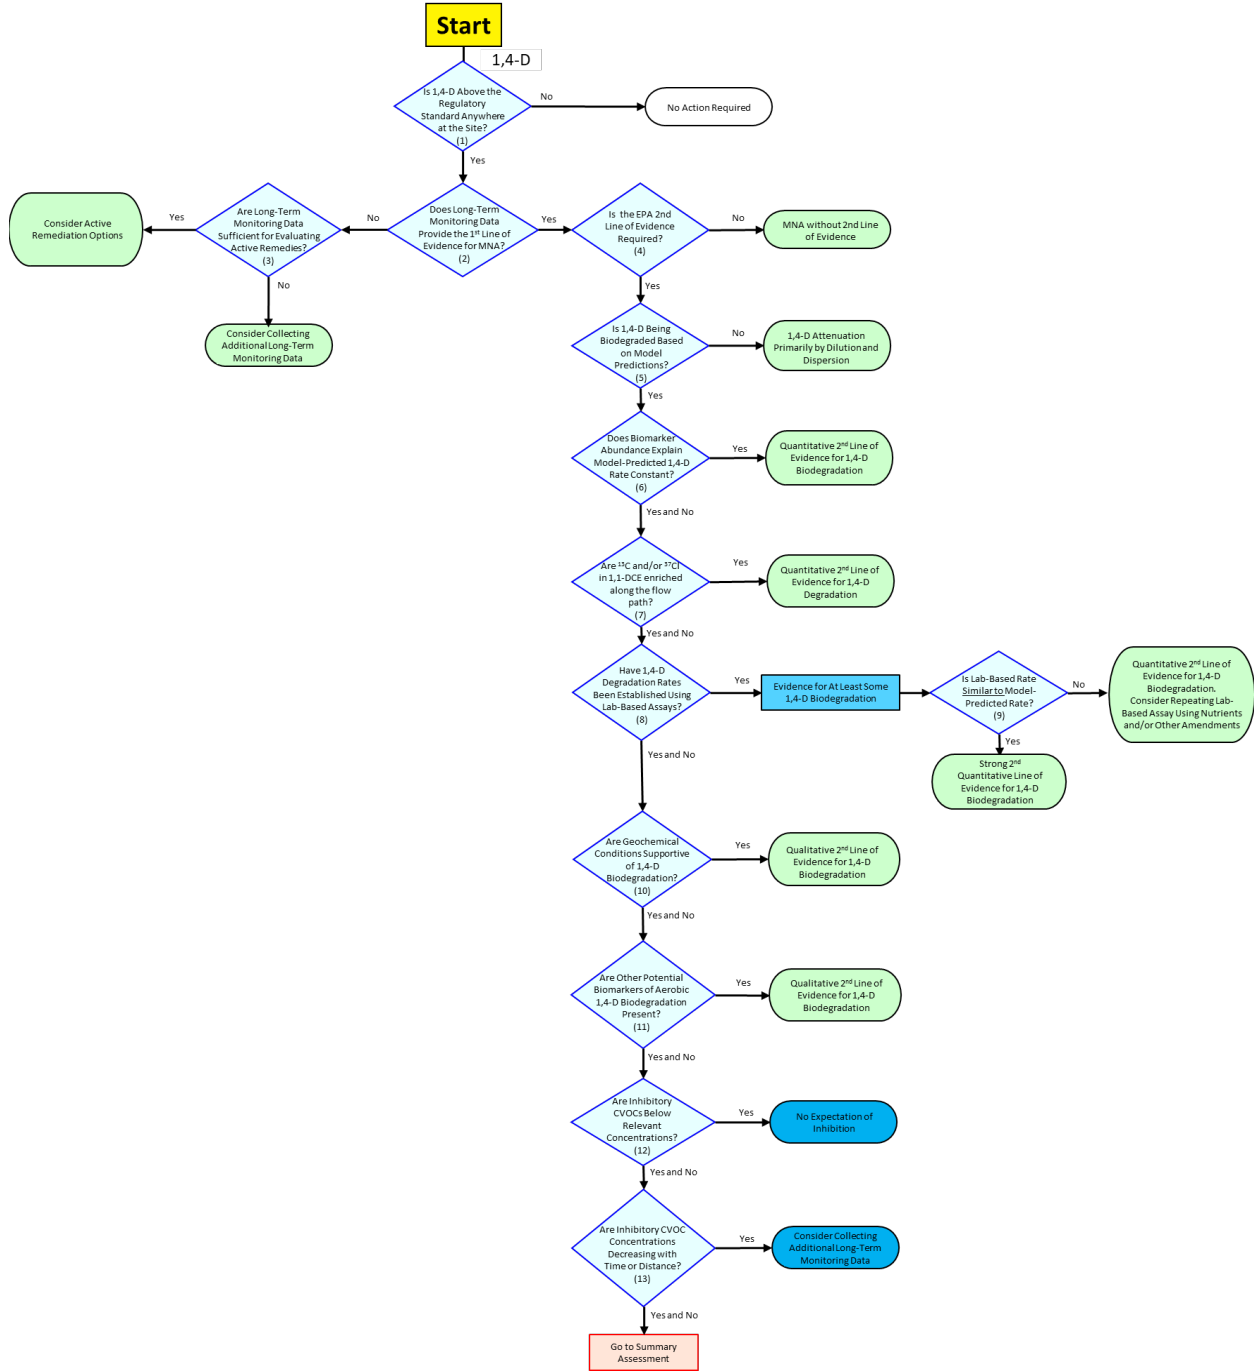 Start
1,4-D
Is 1,4-D Above the
Regulatory
Standard Anywhere
at the Site?
(1)
No
No Action Required
Yes
Consider Active
Remediation Options
Yes
Are Long-Term
Monitoring Data
Sufficient for Evaluating
Active Remedies?
(3)
No
Does Long-Term
Monitoring Data
Provide the 1st Line of
Evidence for MNA?
(2)
Yes
Is the EPA 2nd
Line of Evidence
Required?
(4)
No
MNA without 2nd Line
of Evidence
No
Yes
Consider Collecting
Additional Long-Term
Monitoring Data
Is 1,4-D Being
Biodegraded Based
on Model
Predictions?
(5)
No
1,4-D Attenuation
Primarily by Dilution and
Dispersion
Yes
Does Biomarker
Abundance Explain
Model-Predicted 1,4-D
Rate Constant?
(6)
Yes
Quantitative 2nd Line of
Evidence for 1,4-D
Biodegradation
Yes and No
Are 13C and/or 37Cl
in 1,1-DCE enriched
along the flow
path?
(7)
Yes
Quantitative 2nd Line of
Evidence for 1,4-D
Degradation
Yes and No
Have 1,4-D
Degradation Rates
Been Established Using
Lab-Based Assays?
(8)
Yes
Evidence for At Least Some
1,4-D Biodegradation
Is Lab-Based Rate
Similar to Model-
Predicted Rate?
(9)
No
Quantitative 2nd Line of
Evidence for 1,4-D
Biodegradation.
Consider Repeating Lab-
Based Assay Using Nutrients
and/or Other Amendments
Yes
Strong 2nd
Quantitative Line of
Evidence for 1,4-D
Biodegradation
Yes and No
Are Geochemical
Conditions Supportive
of 1,4-D
Biodegradation?
(10)
Yes
Qualitative 2nd Line of
Evidence for 1,4-D
Biodegradation
Yes and No
Are Other Potential
Biomarkers of Aerobic
1,4-D Biodegradation
Present?
(11)
Yes
Qualitative 2nd Line of
Evidence for 1,4-D
Biodegradation
Yes and No
Are Inhibitory
CVOCs Below
Relevant
Concentrations?
(12)
Yes
No Expectation of
Inhibition
Yes and No
Are Inhibitory CVOC
Concentrations
Decreasing with
Time or Distance?
(13)
Yes
Consider Collecting
Additional Long-Term
Monitoring Data
Yes and No
Go to Summary
Assessment